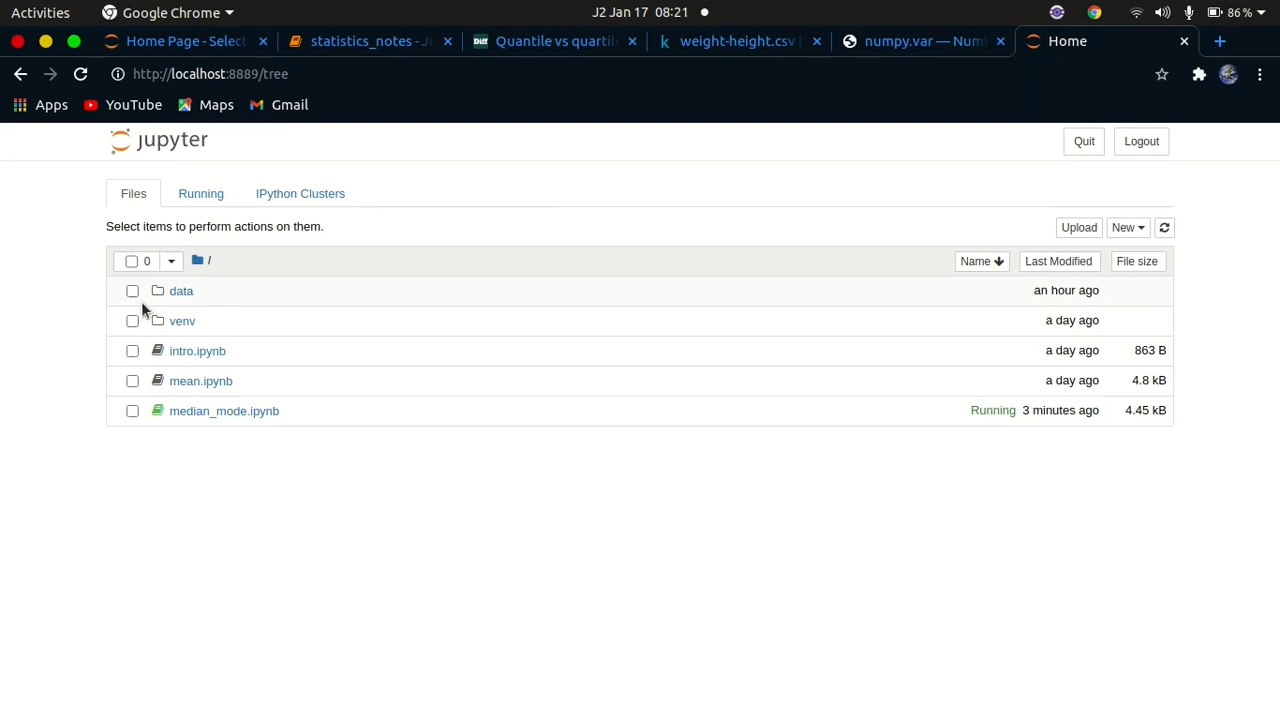 Activities Google Chrome J2 Jan 17 08:21 86 %
Home Page - Select statistics_notes - Ju Diff Quantile vs quartil weight-height.csv numpy.var — Num Home
http://localhost:8889/tree
Apps YouTube Maps Gmail
jupyter Quit Logout
Files Running IPython Clusters
Select items to perform actions on them. Upload New
0 / Name Last Modified File size
data an hour ago
venv a day ago
intro.ipynb a day ago 863 B
mean.ipynb a day ago 4.8 kB
median_mode.ipynb Running 3 minutes ago 4.45 kB